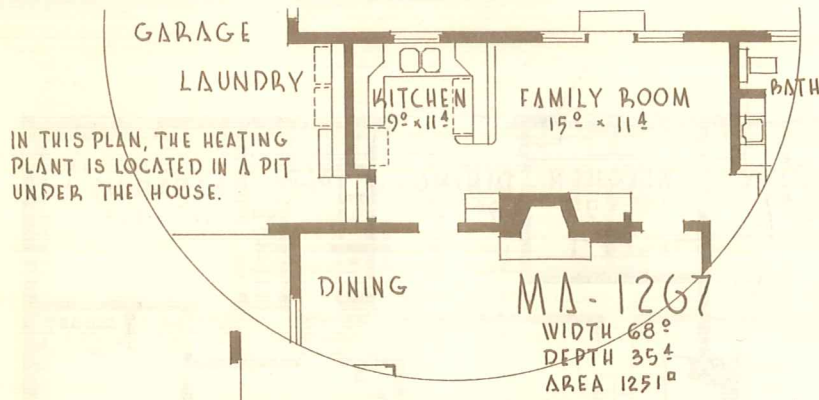 GARAGE
LAUNDRY
KITCHEN
9⁰ x 11⁴
FAMILY ROOM
15⁰ x 11⁴
BATH
IN THIS PLAN, THE HEATING
PLANT IS LOCATED IN A PIT
UNDER THE HOUSE.
DINING
MA-1267
WIDTH 68⁰
DEPTH 35⁴
AREA 1251□